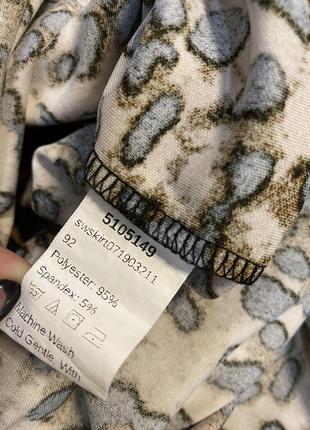 5105149
swskirt071903211
92
Polyester: 95%
Spandex: 5%
Machine Wash
Cold Gentle, With